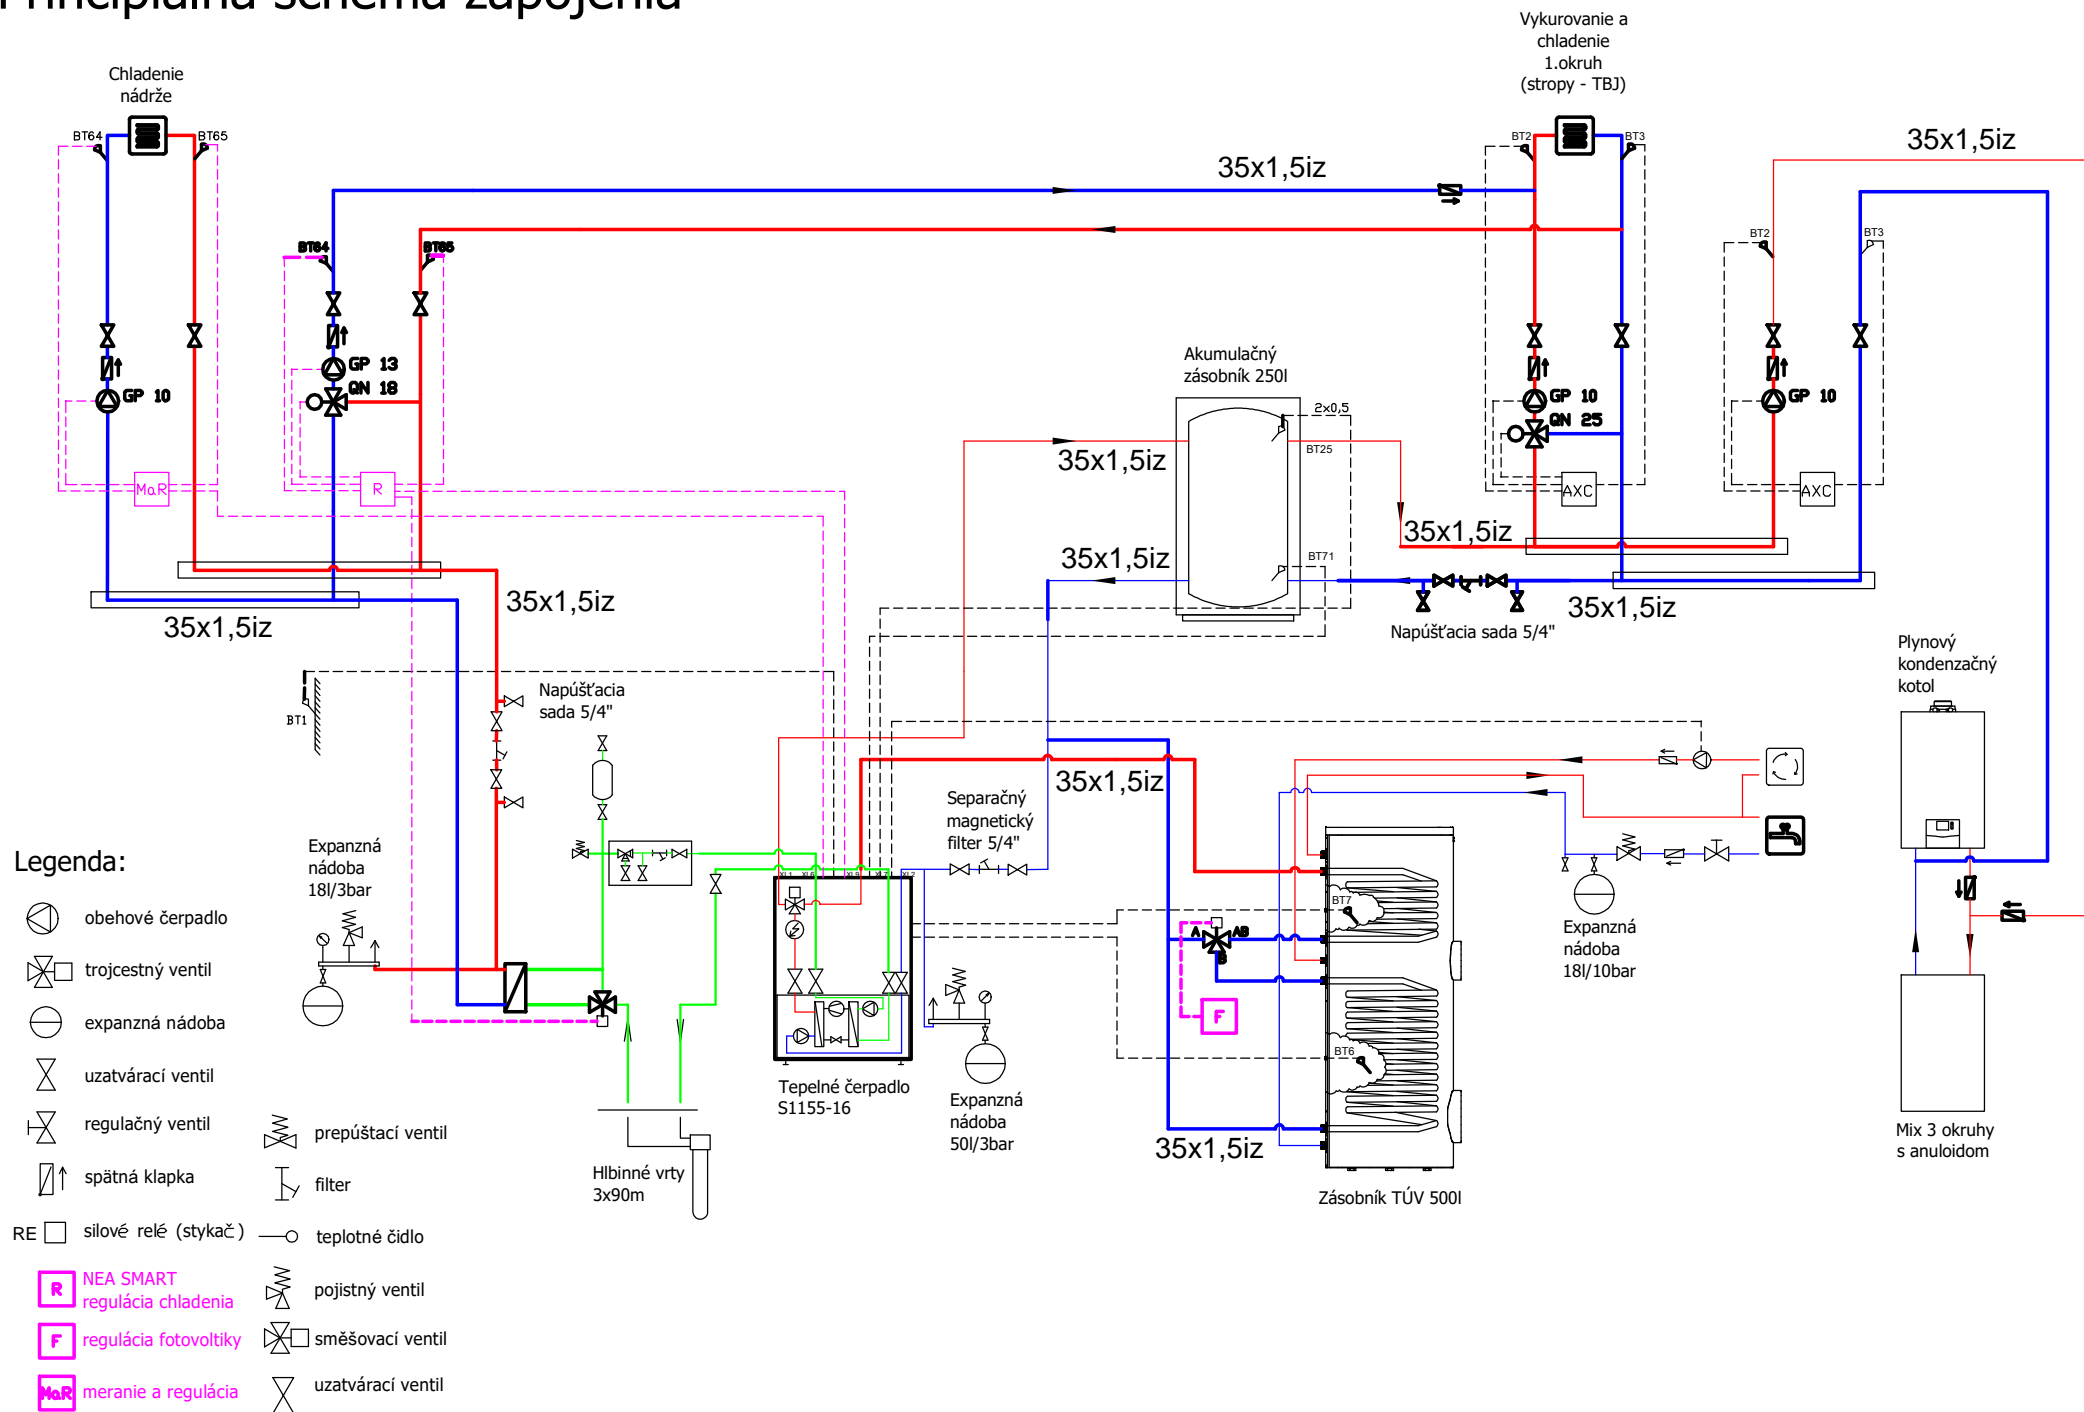 Principiálna schéma zapojenia
Chladenie
nádrže
BT64
BT65
GP 10
MaR
BT64
BT65
GP 13
QN 18
R
35x1,5iz
Vykurovanie a
chladenie
1.okruh
(stropy - TBJ)
BT2
BT3
GP 10
QN 25
AXC
35x1,5iz
BT2
BT3
GP 10
AXC
Akumulačný
zásobník 250l
2x0,5
BT25
BT71
35x1,5iz
35x1,5iz
35x1,5iz
35x1,5iz
Napúšťacia sada 5/4"
35x1,5iz
35x1,5iz
BT1
Napúšťacia
sada 5/4"
Plynový
kondenzačný
kotol
Mix 3 okruhy
s anuloidom
35x1,5iz
Separačný
magnetický
filter 5/4"
Expanzná
nádoba
18l/3bar
XL1
XL6
XL9
XL7
XL2
Tepelné čerpadlo
S1155-16
Expanzná
nádoba
50l/3bar
Hlbinné vrty
3x90m
A
AB
B
F
BT7
BT6
35x1,5iz
Zásobník TÚV 500l
Expanzná
nádoba
18l/10bar
Legenda:
obehové čerpadlo
trojcestný ventil
expanzná nádoba
uzatvárací ventil
regulačný ventil
spätná klapka
RE
silové relé (stykač)
R
NEA SMART
regulácia chladenia
F
regulácia fotovoltiky
MaR
meranie a regulácia
prepúštací ventil
filter
teplotné čidlo
pojistný ventil
směšovací ventil
uzatvárací ventil